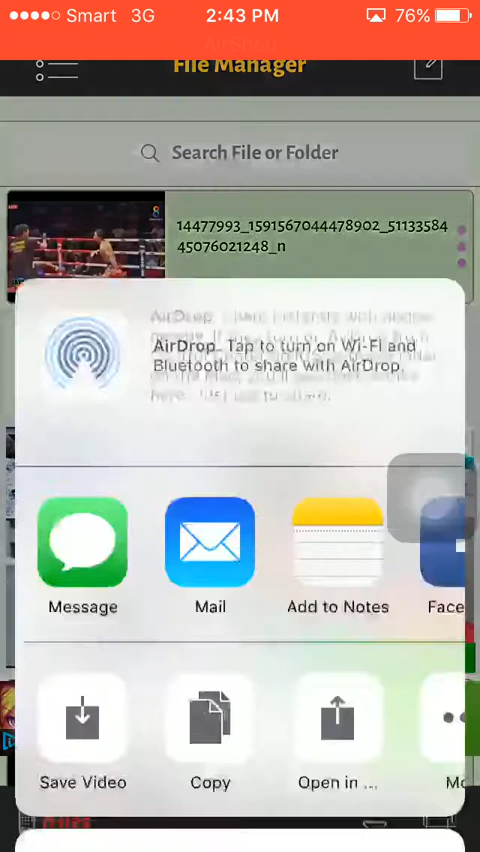 Smart 3G 2:43 PM 76%
AirShou
File Manager
Search File or Folder
8
14477993_1591567044478902_51133584
45076021248_n
AirDrop. Tap to turn on Wi-Fi and
Bluetooth to share with AirDrop.
Message Mail Add to Notes Face
Save Video Copy Open in ... Mo